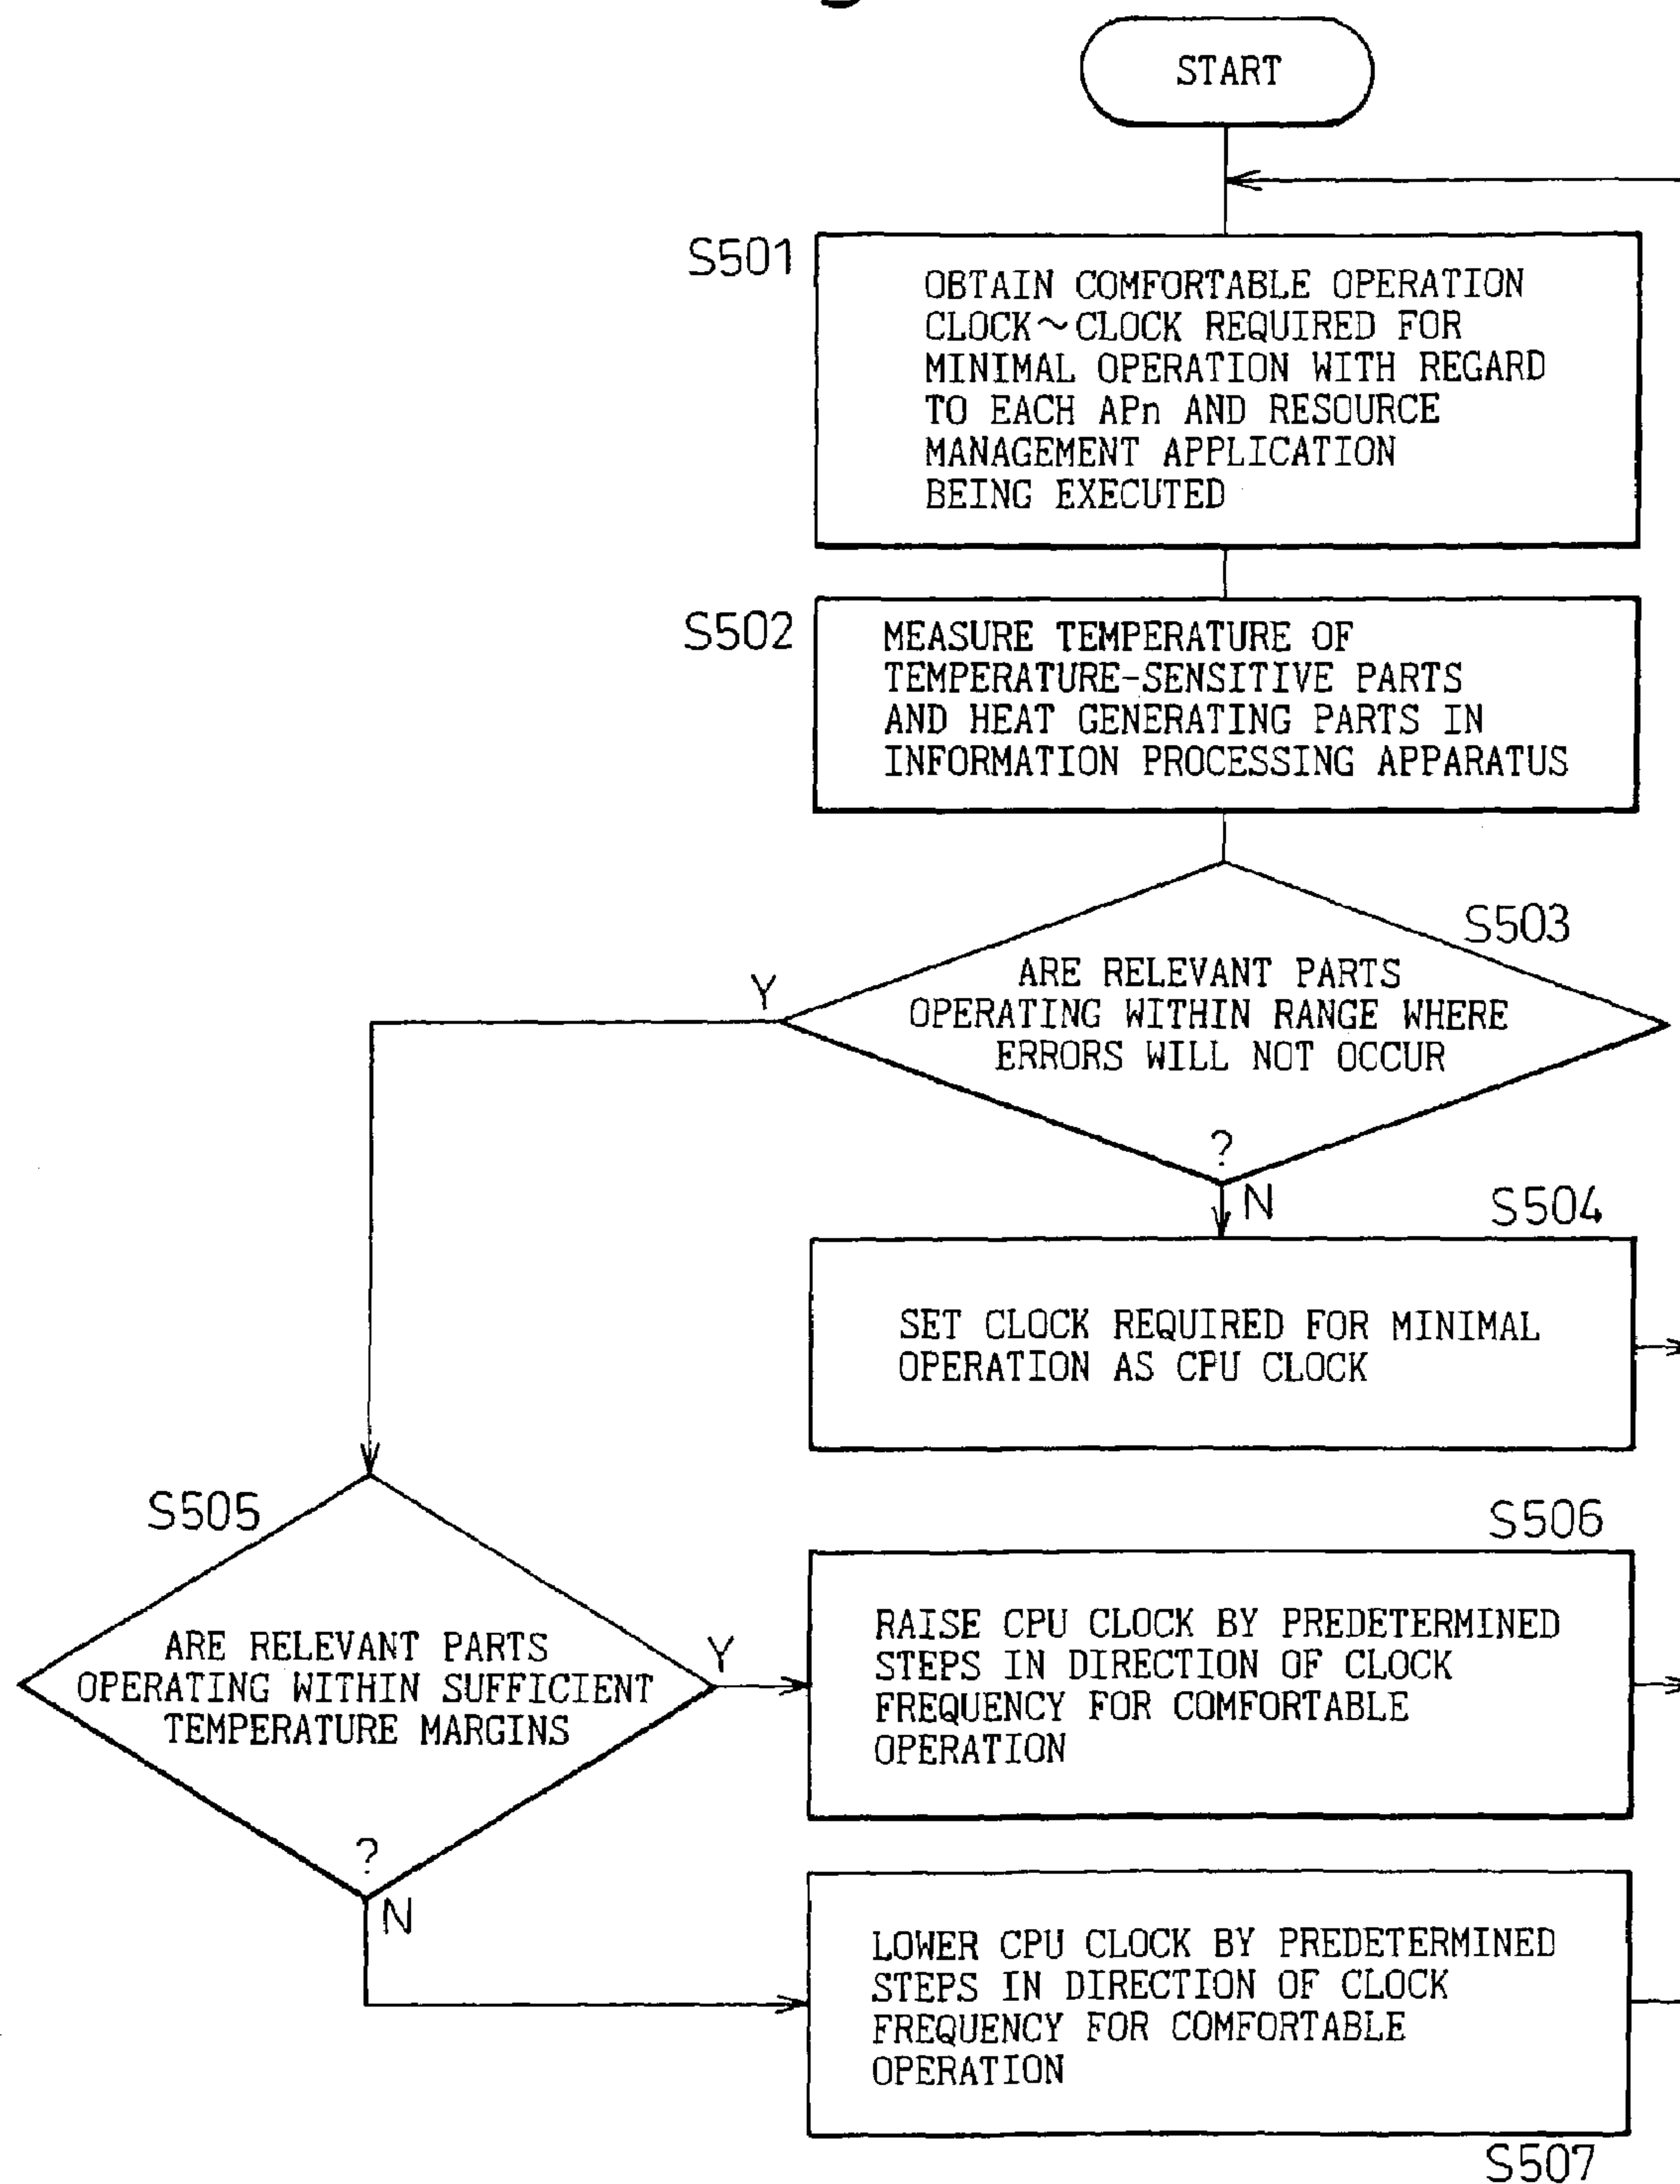 START
S501
OBTAIN COMFORTABLE OPERATION
CLOCK~CLOCK REQUIRED FOR
MINIMAL OPERATION WITH REGARD
TO EACH APn AND RESOURCE
MANAGEMENT APPLICATION
BEING EXECUTED
S502
MEASURE TEMPERATURE OF
TEMPERATURE-SENSITIVE PARTS
AND HEAT GENERATING PARTS IN
INFORMATION PROCESSING APPARATUS
S503
Y
ARE RELEVANT PARTS
OPERATING WITHIN RANGE WHERE
ERRORS WILL NOT OCCUR
?
N
S504
SET CLOCK REQUIRED FOR MINIMAL
OPERATION AS CPU CLOCK
S505
ARE RELEVANT PARTS
OPERATING WITHIN SUFFICIENT
TEMPERATURE MARGINS
?
Y
N
S506
RAISE CPU CLOCK BY PREDETERMINED
STEPS IN DIRECTION OF CLOCK
FREQUENCY FOR COMFORTABLE
OPERATION
LOWER CPU CLOCK BY PREDETERMINED
STEPS IN DIRECTION OF CLOCK
FREQUENCY FOR COMFORTABLE
OPERATION
S507